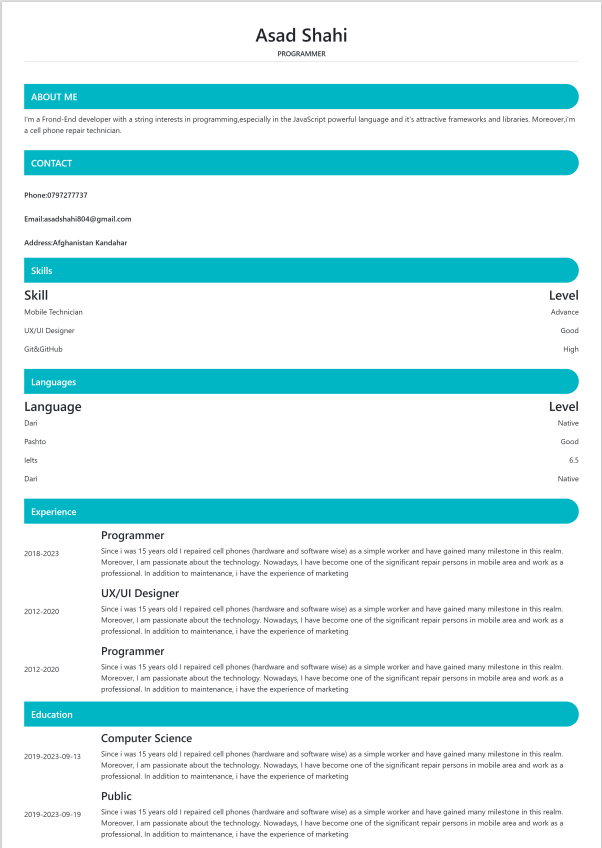 Asad Shahi
PROGRAMMER
ABOUT ME
I'm a Frond-End developer with a string interests in programming,especially in the JavaScript powerful language and it's attractive frameworks and libraries. Moreover,i'm
a cell phone repair technician.
CONTACT
Phone:0797277737
Email:asadshahi804@gmail.com
Address:Afghanistan Kandahar
Skills
Skill Level
Mobile Technician Advance
UX/UI Designer Good
Git&GitHub High
Languages
Language Level
Dari Native
Pashto Good
Ielts 6.5
Dari Native
Experience
Programmer
2018-2023
Since i was 15 years old I repaired cell phones (hardware and software wise) as a simple worker and have gained many milestone in this realm.
Moreover, I am passionate about the technology. Nowadays, I have become one of the significant repair persons in mobile area and work as a
professional. In addition to maintenance, i have the experience of marketing
UX/UI Designer
2012-2020
Since i was 15 years old I repaired cell phones (hardware and software wise) as a simple worker and have gained many milestone in this realm.
Moreover, I am passionate about the technology. Nowadays, I have become one of the significant repair persons in mobile area and work as a
professional. In addition to maintenance, i have the experience of marketing
Programmer
2012-2020
Since i was 15 years old I repaired cell phones (hardware and software wise) as a simple worker and have gained many milestone in this realm.
Moreover, I am passionate about the technology. Nowadays, I have become one of the significant repair persons in mobile area and work as a
professional. In addition to maintenance, i have the experience of marketing
Education
Computer Science
2019-2023-09-13
Since i was 15 years old I repaired cell phones (hardware and software wise) as a simple worker and have gained many milestone in this realm.
Moreover, I am passionate about the technology. Nowadays, I have become one of the significant repair persons in mobile area and work as a
professional. In addition to maintenance, i have the experience of marketing
Public
2019-2023-09-19
Since i was 15 years old I repaired cell phones (hardware and software wise) as a simple worker and have gained many milestone in this realm.
Moreover, I am passionate about the technology. Nowadays, I have become one of the significant repair persons in mobile area and work as a
professional. In addition to maintenance, i have the experience of marketing